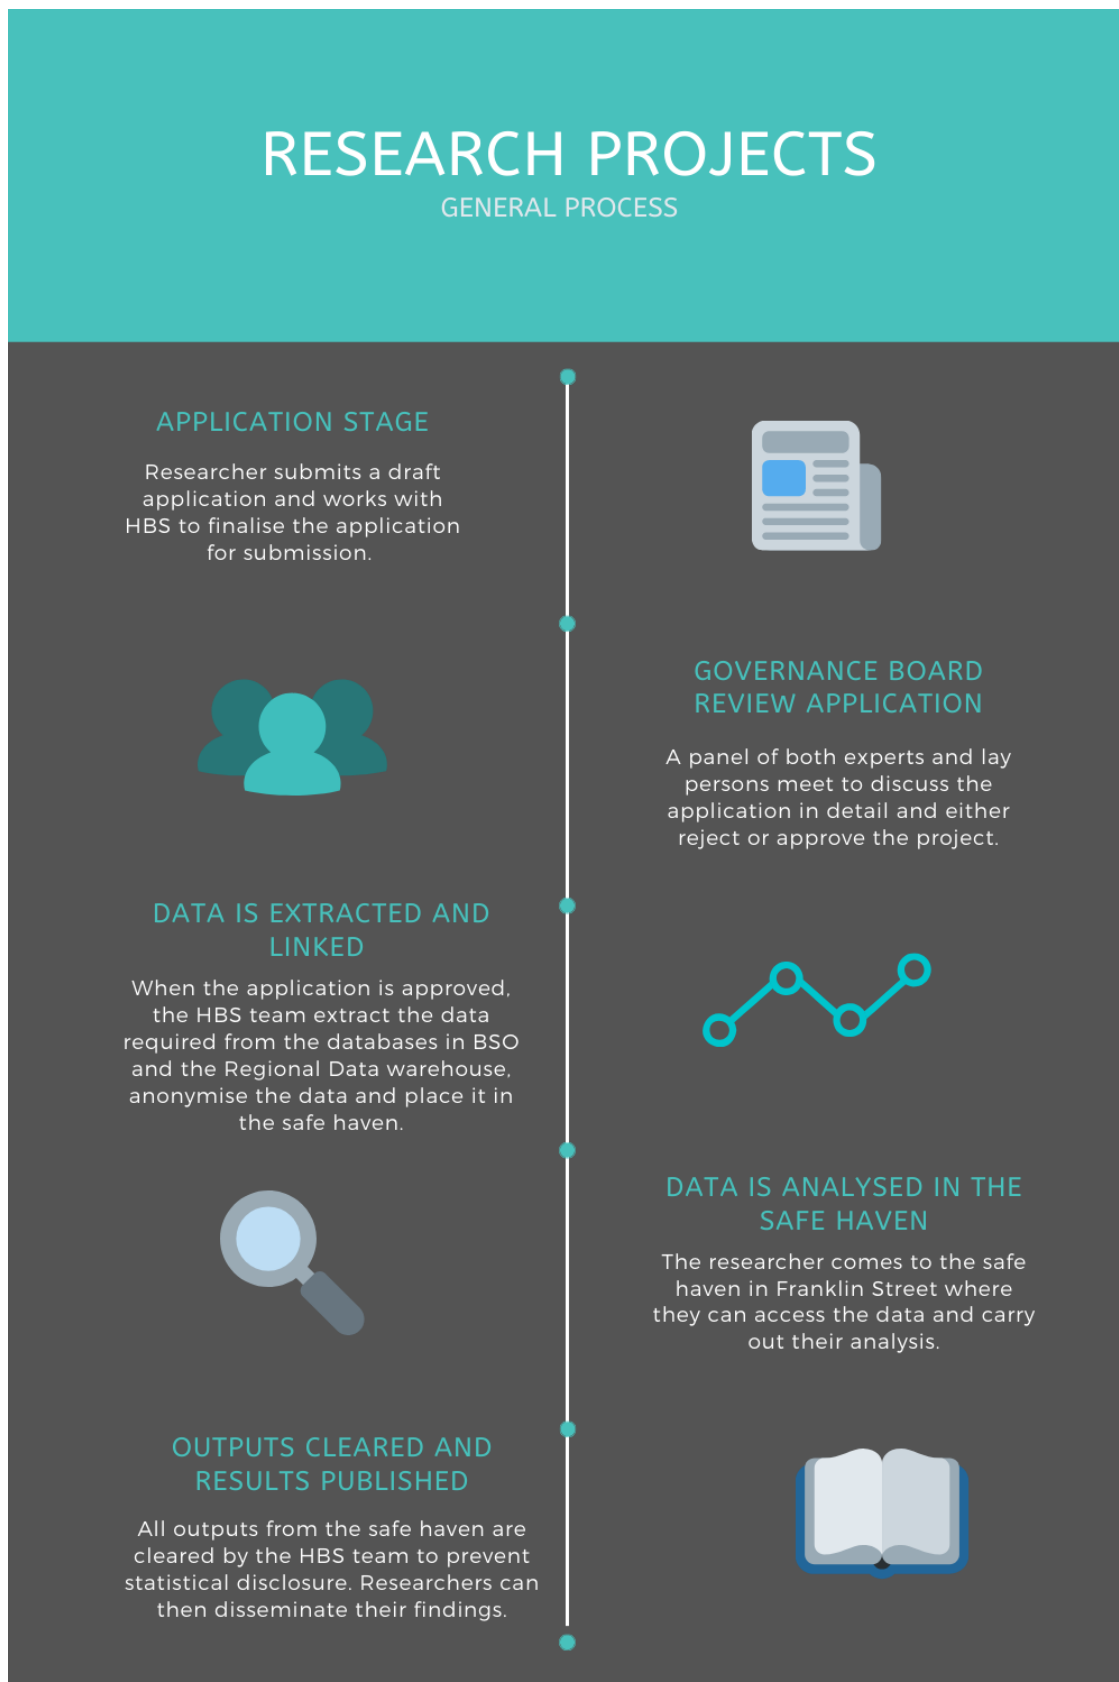 RESEARCH PROJECTS
GENERAL PROCESS
APPLICATION STAGE
Researcher submits a draft
application and works with
HBS to finalise the application
for submission.
GOVERNANCE BOARD
REVIEW APPLICATION
A panel of both experts and lay
persons meet to discuss the
application in detail and either
reject or approve the project.
DATA IS EXTRACTED AND
LINKED
When the application is approved,
the HBS team extract the data
required from the databases in BSO
and the Regional Data warehouse,
anonymise the data and place it in
the safe haven.
DATA IS ANALYSED IN THE
SAFE HAVEN
The researcher comes to the safe
haven in Franklin Street where
they can access the data and carry
out their analysis.
OUTPUTS CLEARED AND
RESULTS PUBLISHED
All outputs from the safe haven are
cleared by the HBS team to prevent
statistical disclosure. Researchers can
then disseminate their findings.